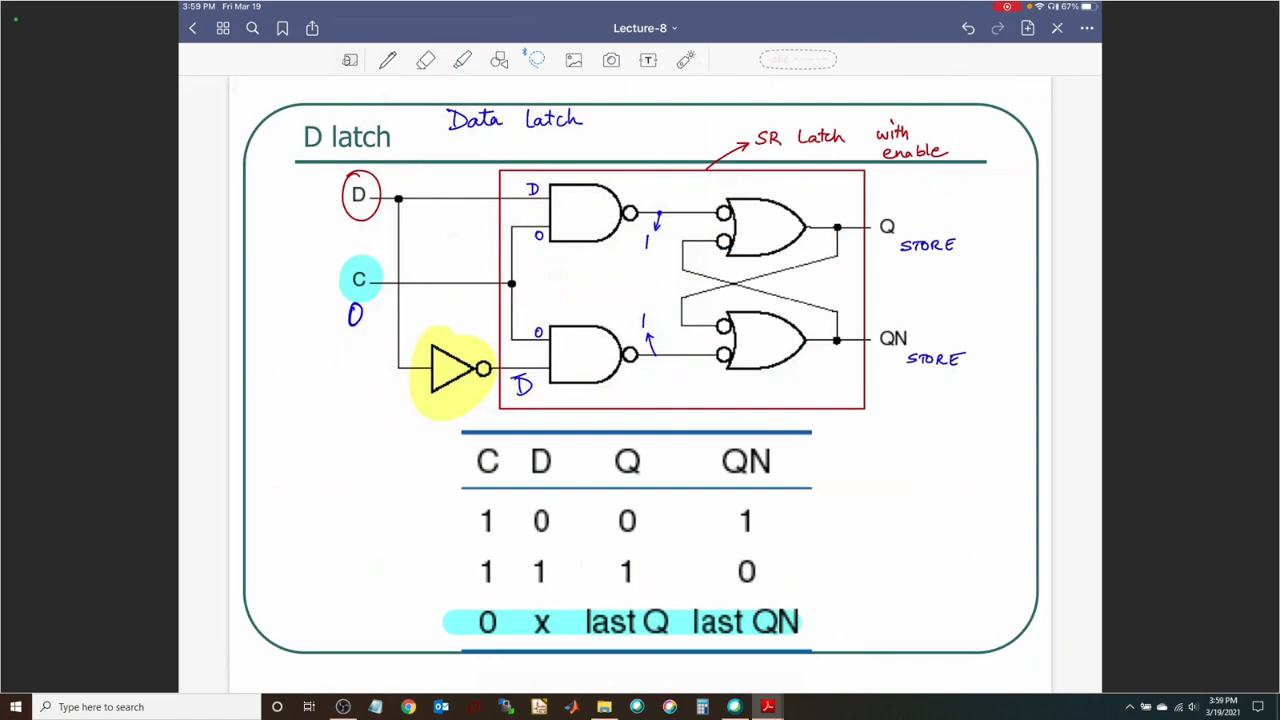 3:59 PM Fri Mar 19
67%
Lecture-8
Data Latch
D latch
SR Latch with
enable
D
D
0
1
Q
STORE
C
0
1
0
QN
STORE
D̅
C D Q QN
1 0 0 1
1 1 1 0
0 x last Q last QN
Type here to search
3:59 PM
3/19/2021